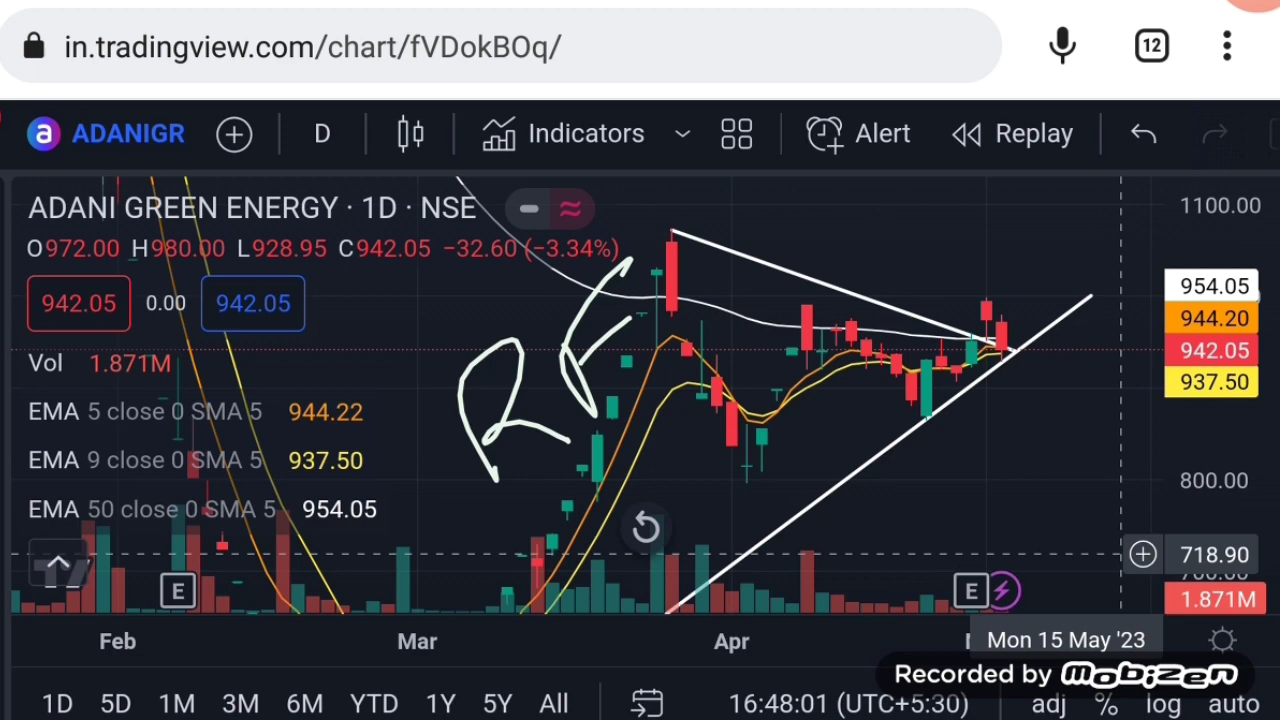 in.tradingview.com/chart/fVDokBOq/ 12
a ADANIGR D Indicators Alert Replay
ADANI GREEN ENERGY · 1D · NSE
O972.00 H980.00 L928.95 C942.05 −32.60 (−3.34%)
942.05 0.00 942.05
Vol 1.871M
EMA 5 close 0 SMA 5 944.22
EMA 9 close 0 SMA 5 937.50
EMA 50 close 0 SMA 5 954.05
1100.00
954.05
944.20
942.05
937.50
800.00
718.90
1.871M
E E
Feb Mar Apr Mon 15 May '23
Recorded by mobizen
1D 5D 1M 3M 6M YTD 1Y 5Y All 16:48:01 (UTC+5:30) adj % log auto